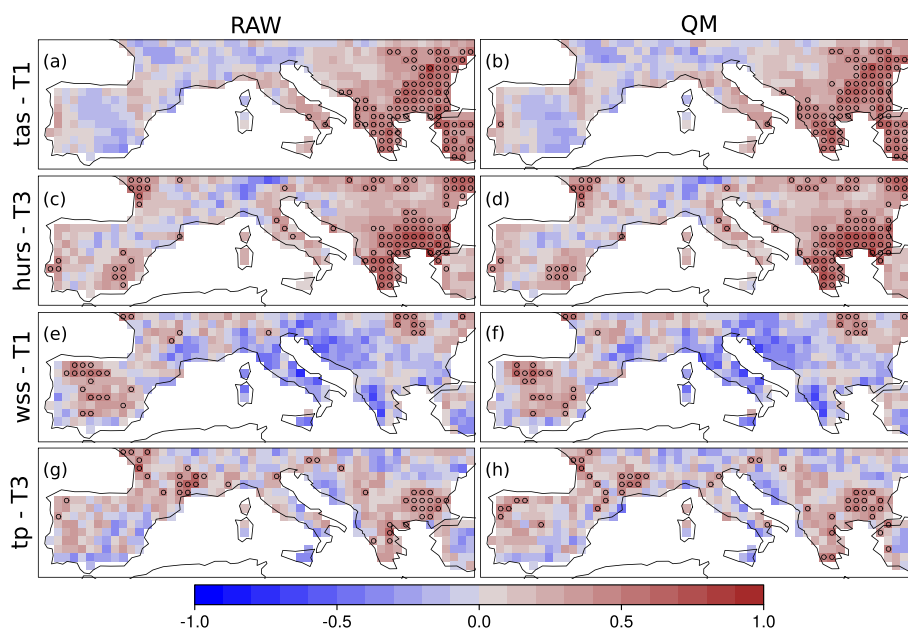 RAW QM
tas - T1
(a) (b)
hurs - T3
(c) (d)
wss - T1
(e) (f)
tp - T3
(g) (h)
-1.0 -0.5 0.0 0.5 1.0